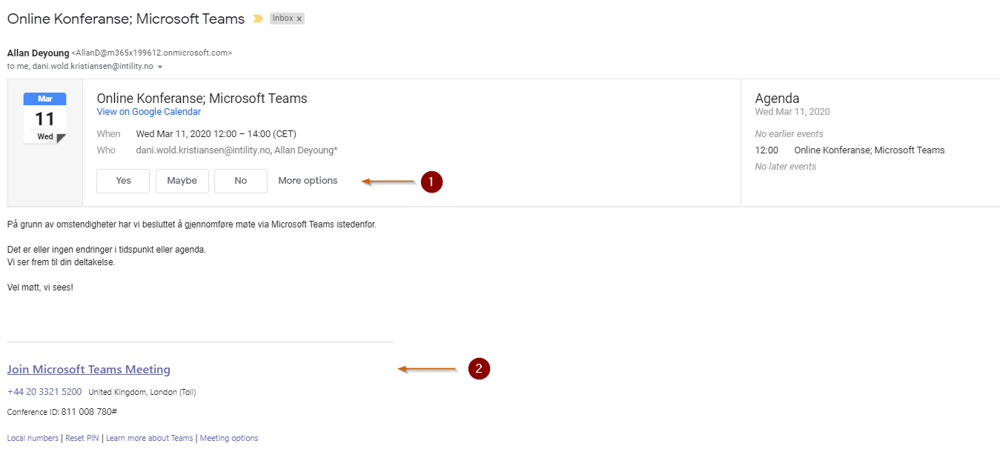 Online Konferanse; Microsoft Teams Inbox x
Allan Deyoung <AllanD@m365x199612.onmicrosoft.com>
to me, dani.wold.kristiansen@intility.no
Mar
11
Wed
Online Konferanse; Microsoft Teams
View on Google Calendar
When Wed Mar 11, 2020 12:00 – 14:00 (CET)
Who dani.wold.kristiansen@intility.no, Allan Deyoung*
Yes Maybe No More options
1
Agenda
Wed Mar 11, 2020
No earlier events
12:00 Online Konferanse; Microsoft Teams
No later events
På grunn av omstendigheter har vi besluttet å gjennomføre møte via Microsoft Teams istedenfor.
Det er eller ingen endringer i tidspunkt eller agenda.
Vi ser frem til din deltakelse.
Vel møtt, vi sees!
Join Microsoft Teams Meeting
2
+44 20 3321 5200 United Kingdom, London (Toll)
Conference ID: 811 008 780#
Local numbers | Reset PIN | Learn more about Teams | Meeting options